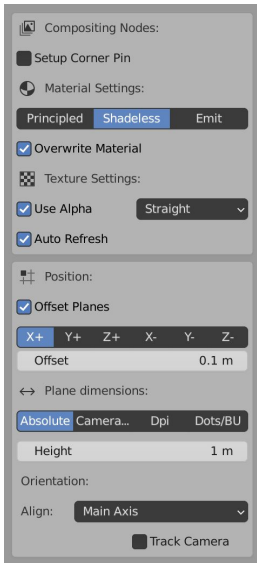 Compositing Nodes:
Setup Corner Pin
Material Settings:
Principled Shadeless Emit
Overwrite Material
Texture Settings:
Use Alpha Straight
Auto Refresh
Position:
Offset Planes
X+ Y+ Z+ X- Y- Z-
Offset 0.1 m
Plane dimensions:
Absolute Camera... Dpi Dots/BU
Height 1 m
Orientation:
Align: Main Axis
Track Camera